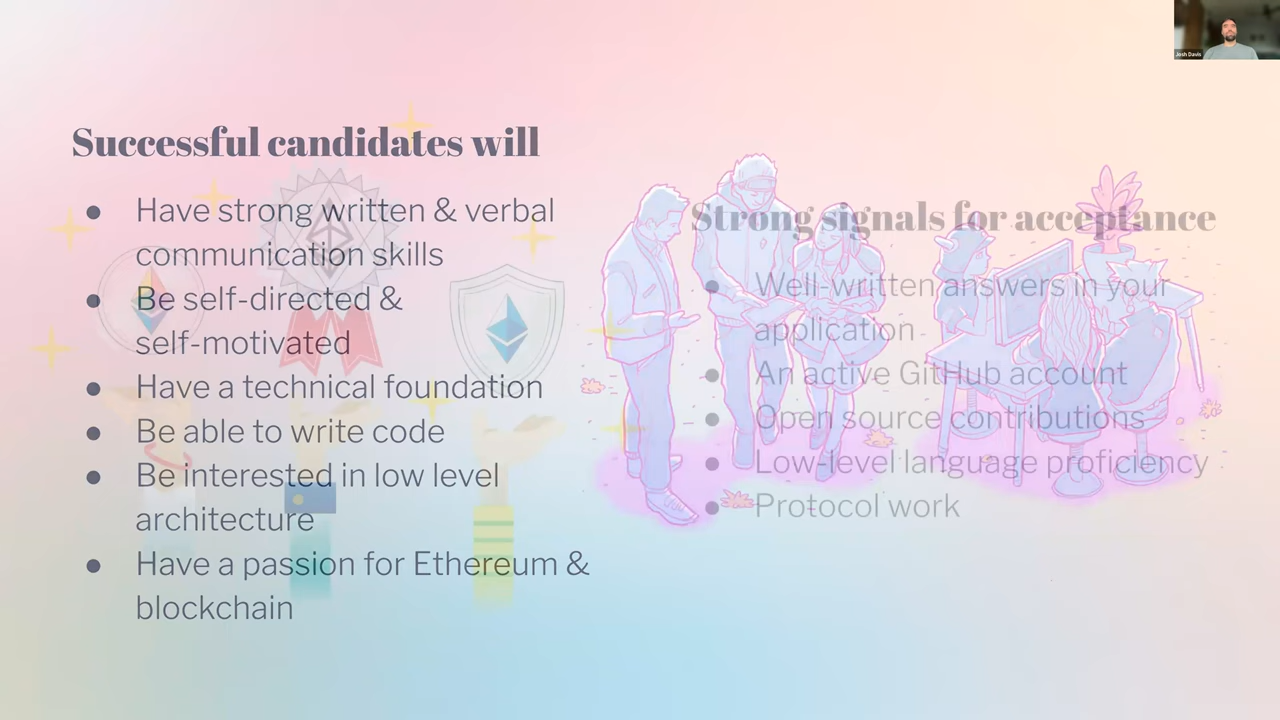 Josh Davis
Successful candidates will
● Have strong written & verbal
communication skills
● Be self-directed &
self-motivated
● Have a technical foundation
● Be able to write code
● Be interested in low level
architecture
● Have a passion for Ethereum &
blockchain
Strong signals for acceptance
● Well-written answers in your
application
● An active GitHub account
● Open source contributions
● Low-level language proficiency
● Protocol work